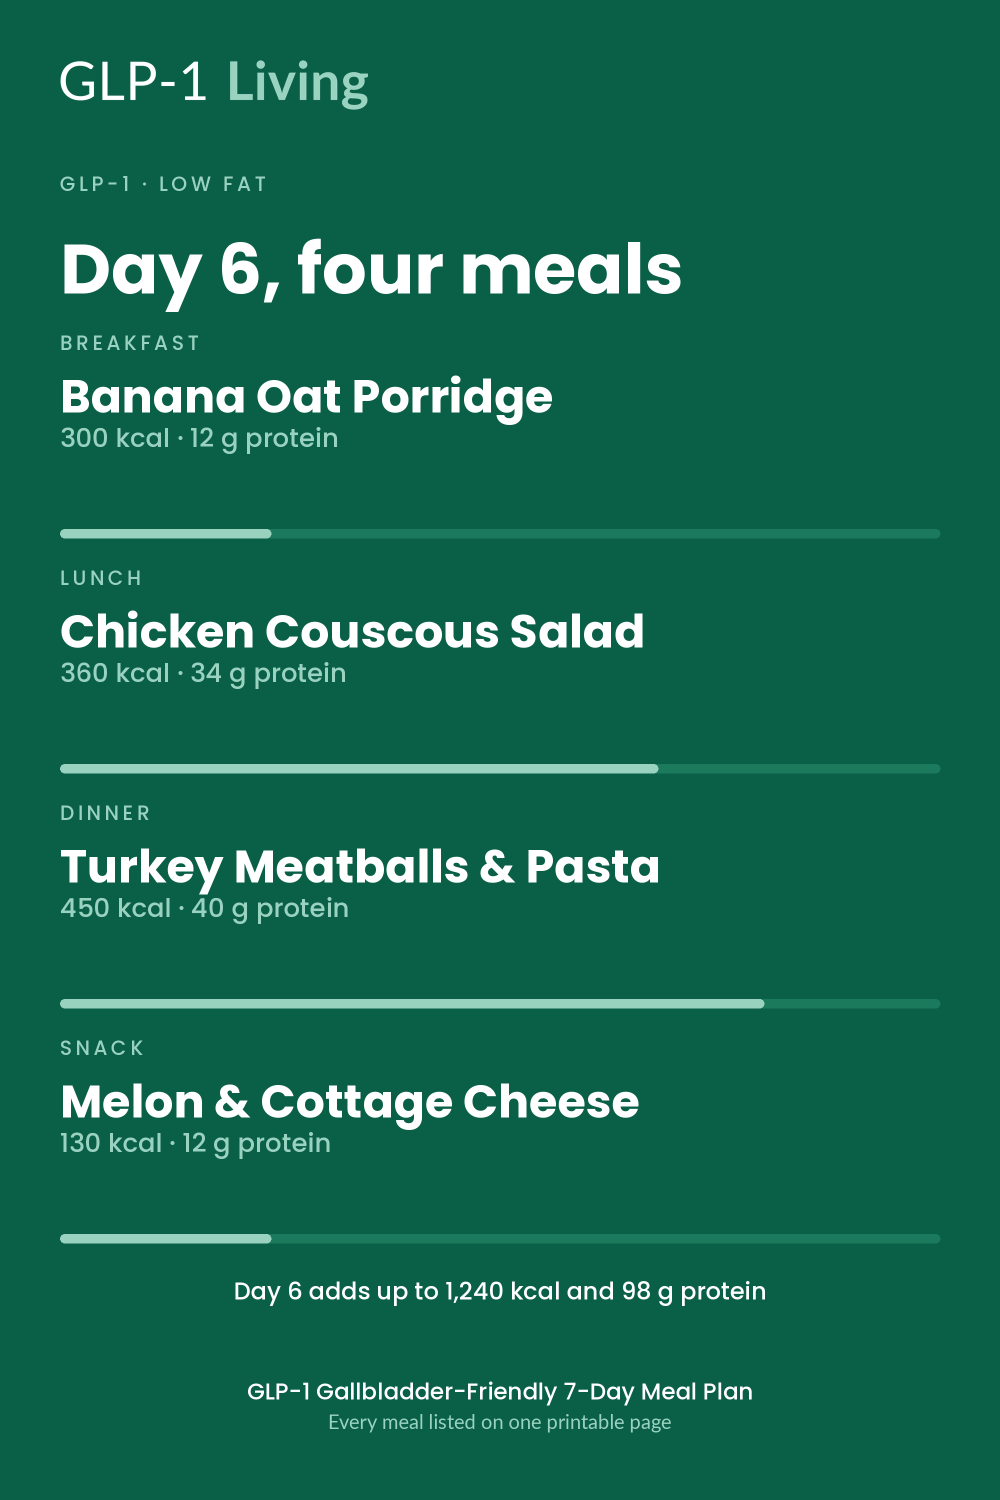 GLP-1 Living
GLP-1 · LOW FAT
Day 6, four meals
BREAKFAST
Banana Oat Porridge
300 kcal · 12 g protein
LUNCH
Chicken Couscous Salad
360 kcal · 34 g protein
DINNER
Turkey Meatballs & Pasta
450 kcal · 40 g protein
SNACK
Melon & Cottage Cheese
130 kcal · 12 g protein
Day 6 adds up to 1,240 kcal and 98 g protein
GLP-1 Gallbladder-Friendly 7-Day Meal Plan
Every meal listed on one printable page